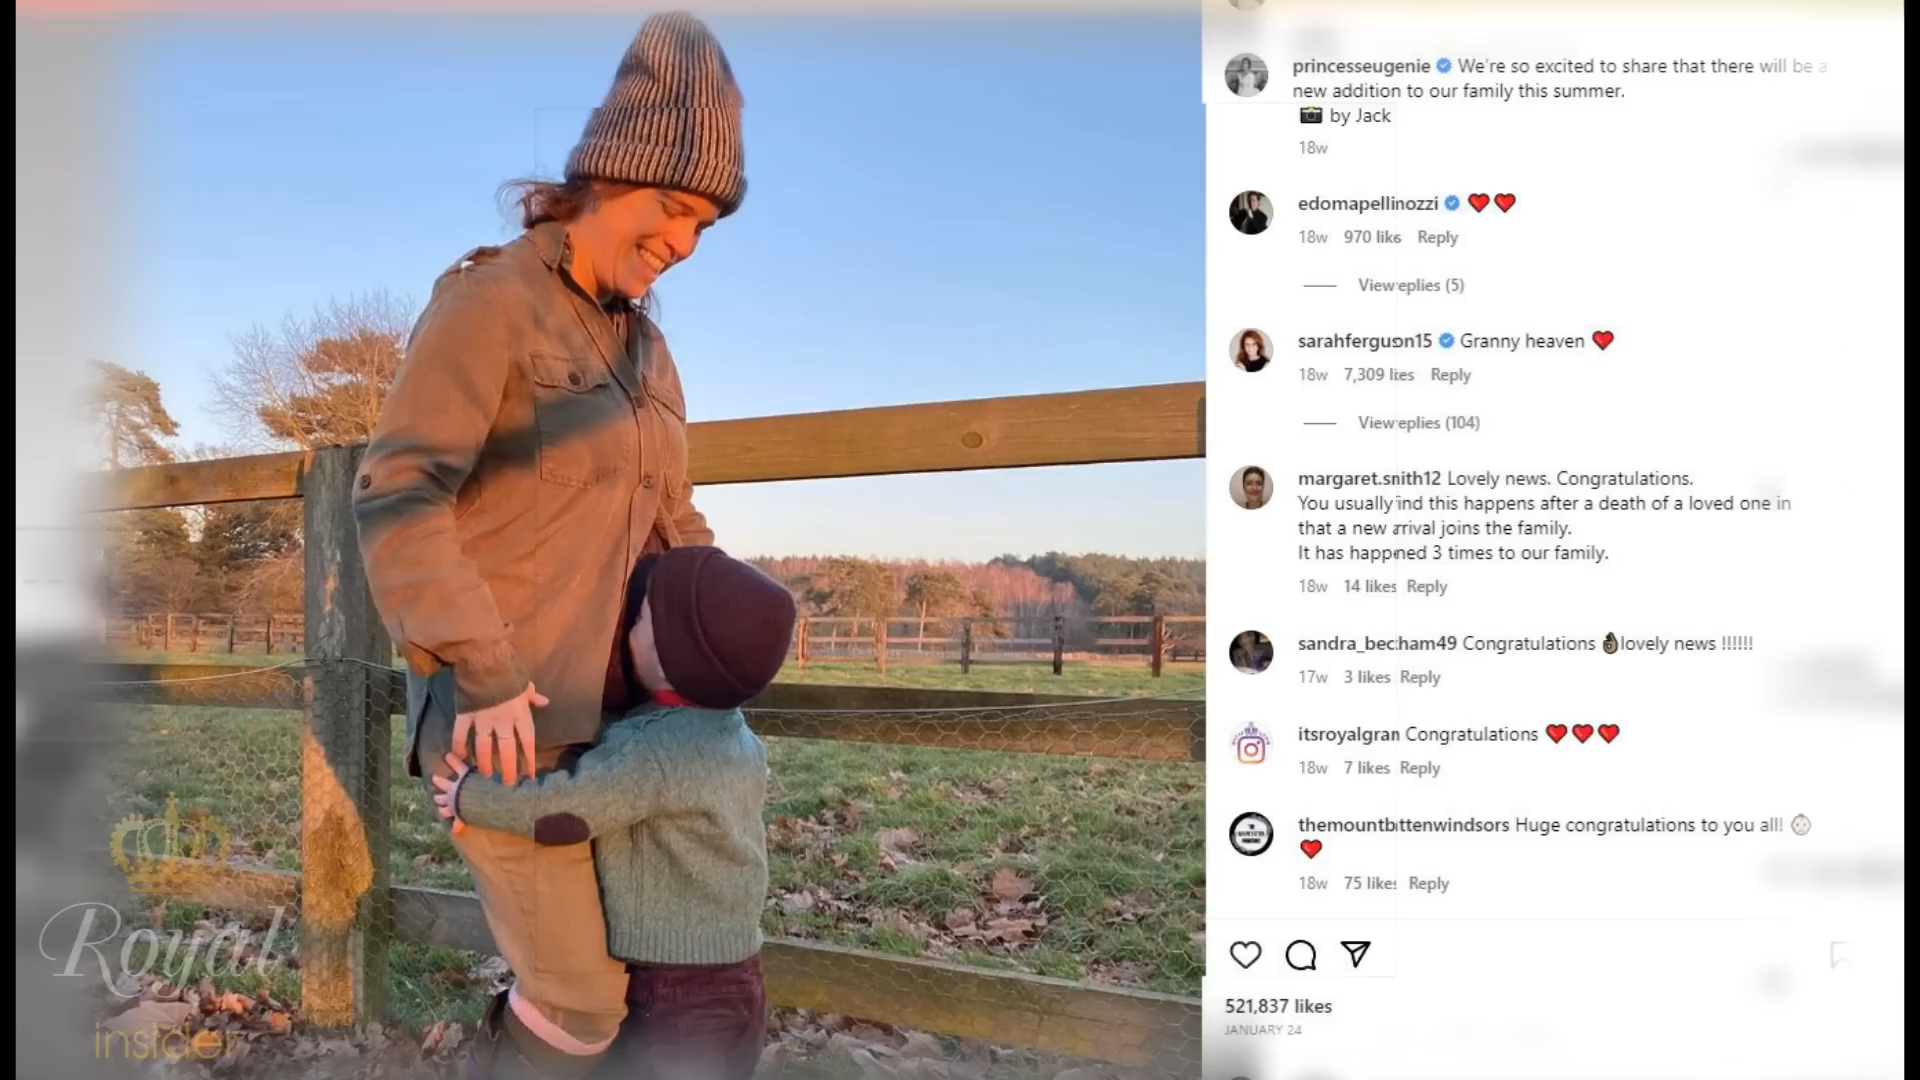 princesseugenie We're so excited to share that there will be a
new addition to our family this summer.
📷 by Jack
18w
edomapellinozzi ❤️❤️
18w 970 likes Reply
View replies (5)
sarahferguson15 Granny heaven ❤️
18w 7,309 likes Reply
View replies (104)
margaret.smith12 Lovely news. Congratulations.
You usually find this happens after a death of a loved one in
that a new arrival joins the family.
It has happened 3 times to our family.
18w 14 likes Reply
sandra_becham49 Congratulations 👌🏿lovely news !!!!!!
17w 3 likes Reply
itsroyalgran Congratulations ❤️❤️❤️
18w 7 likes Reply
themountbattenwindsors Huge congratulations to you all! 👶🏻
❤️
18w 75 likes Reply
521,837 likes
JANUARY 24
Royal
insider